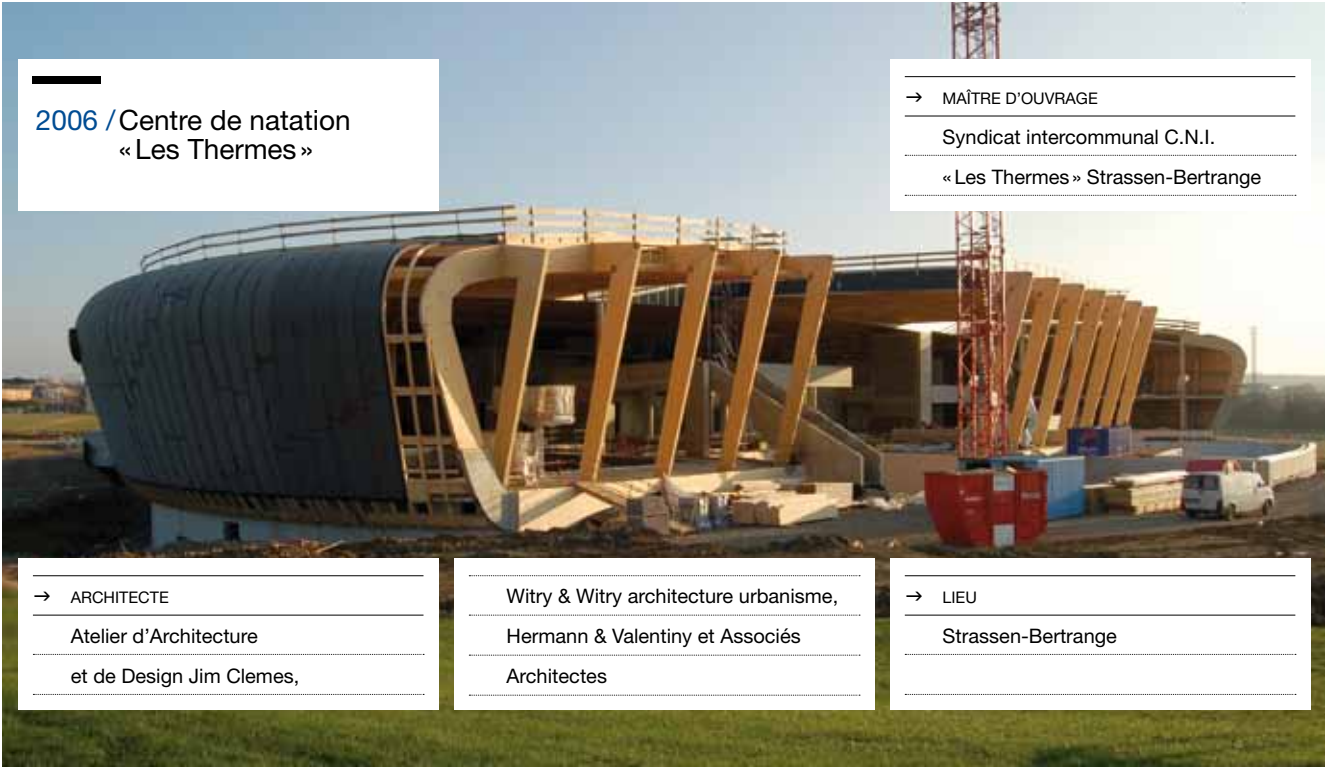 2006 / Centre de natation
«Les Thermes»
→ MAÎTRE D'OUVRAGE
Syndicat intercommunal C.N.I.
«Les Thermes» Strassen-Bertrange
→ ARCHITECTE
Atelier d'Architecture
et de Design Jim Clemes,
Witry & Witry architecture urbanisme,
Hermann & Valentiny et Associés
Architectes
→ LIEU
Strassen-Bertrange